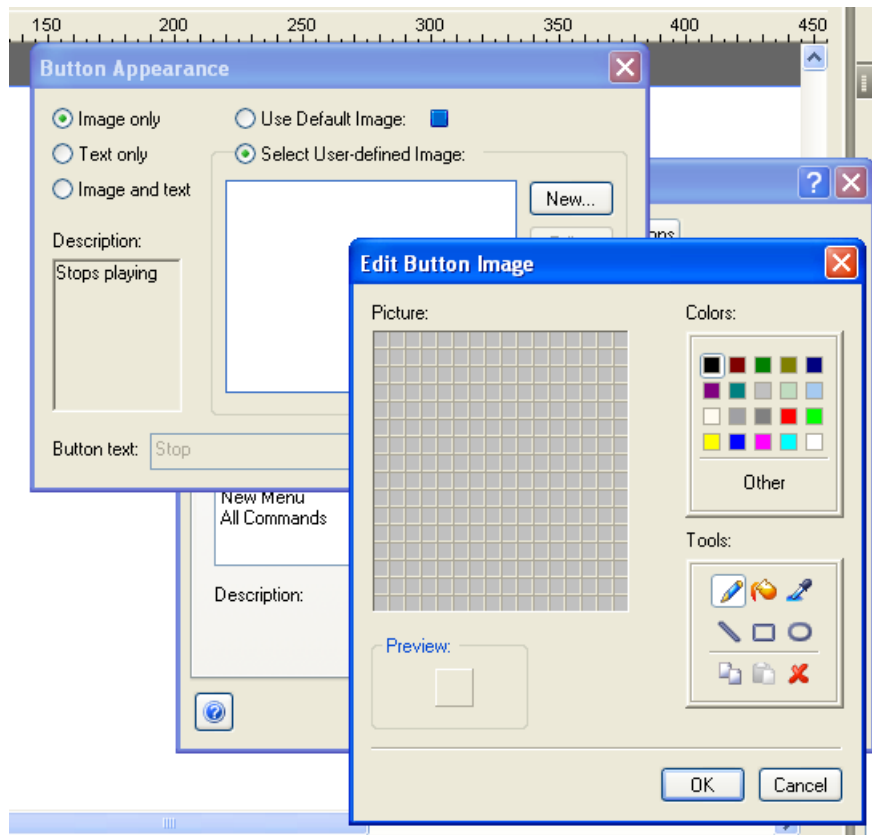 150 200 250 300 350 400 450
Button Appearance
Image only
Use Default Image:
Text only
Select User-defined Image:
Image and text
New...
Description:
Stops playing
Button text: Stop
New Menu
All Commands
Description:
Edit Button Image
Picture:
Colors:
Other
Tools:
Preview:
OK Cancel